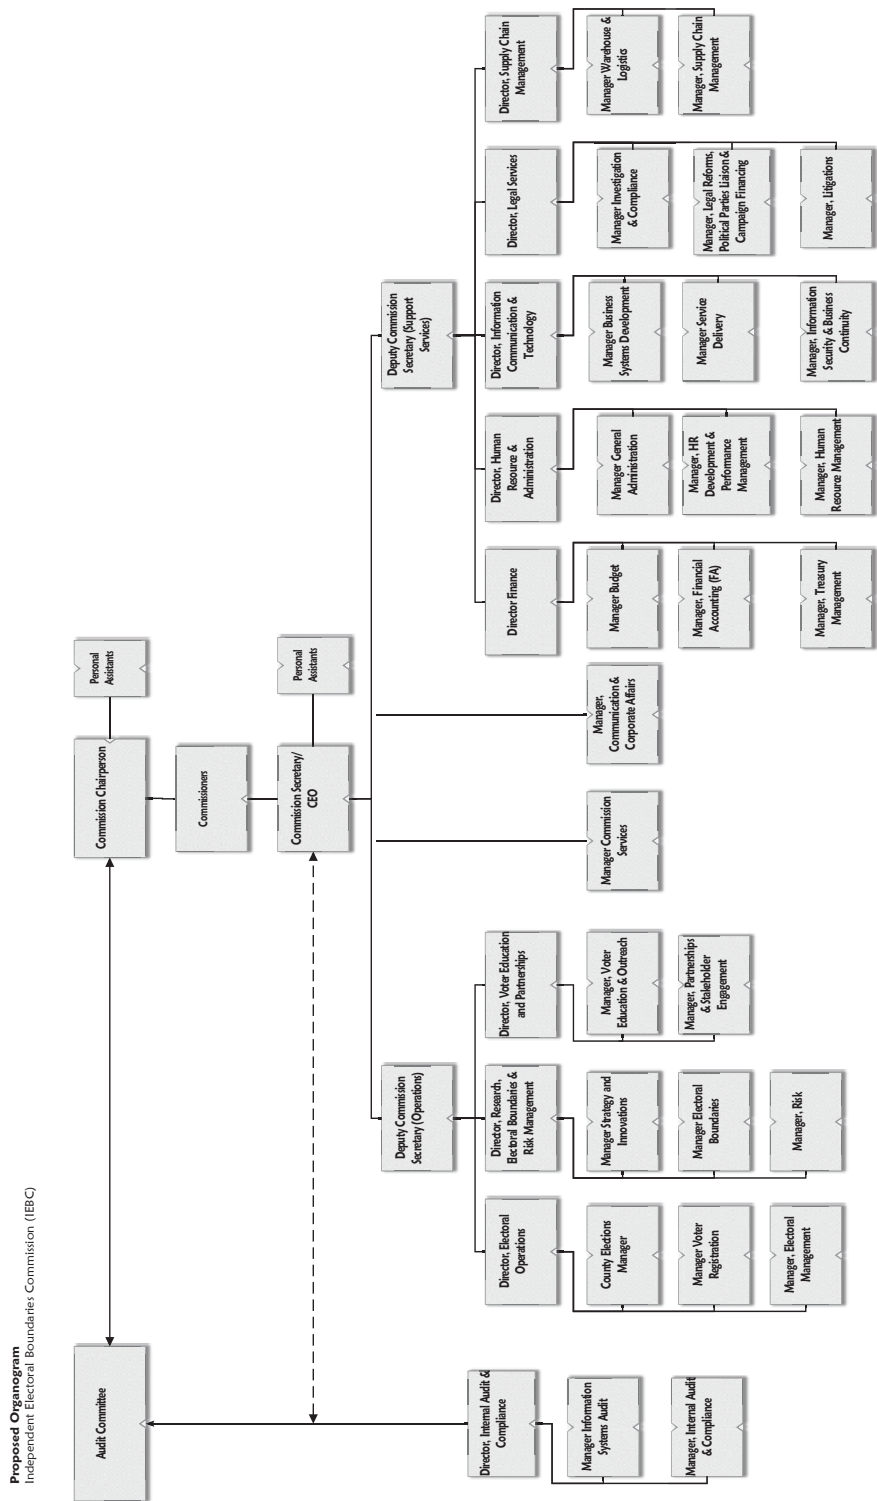 Proposed Organogram
Independent Electoral Boundaries Commission (IEBC)
Audit Committee
Commission Chairperson
Personal
Assistants
Commissioners
Commission Secretary/
CEO
Personal
Assistants
Deputy Commission
Secretary (Operations)
Deputy Commission
Secretary (Support
Services)
Director, Internal Audit &
Compliance
Manager Information
Systems Audit
Manager, Internal Audit
& Compliance
Director, Electoral
Operations
County Elections
Manager
Manager Voter
Registration
Manager, Electoral
Management
Director, Research,
Electoral Boundaries &
Risk Management
Manager Strategy and
Innovations
Manager Electoral
Boundaries
Manager, Risk
Director, Voter Education
and Partnerships
Manager, Voter
Education & Outreach
Manager, Partnerships
& Stakeholder
Engagement
Manager Commission
Services
Manager,
Communication &
Corporate Affairs
Director Finance
Manager Budget
Manager, Financial
Accounting (FA)
Manager, Treasury
Management
Director, Human
Resource &
Administration
Manager General
Administration
Manager, HR
Development &
Performance
Management
Manager, Human
Resource Management
Director, Information
Communication &
Technology
Manager Business
Systems Development
Manager Service
Delivery
Manager, Information
Security & Business
Continuity
Director, Legal Services
Manager Investigation
& Compliance
Manager, Legal Reforms,
Political Parties Liaison &
Campaign Financing
Manager, Litigations
Director, Supply Chain
Management
Manager Warehouse &
Logistics
Manager, Supply Chain
Management